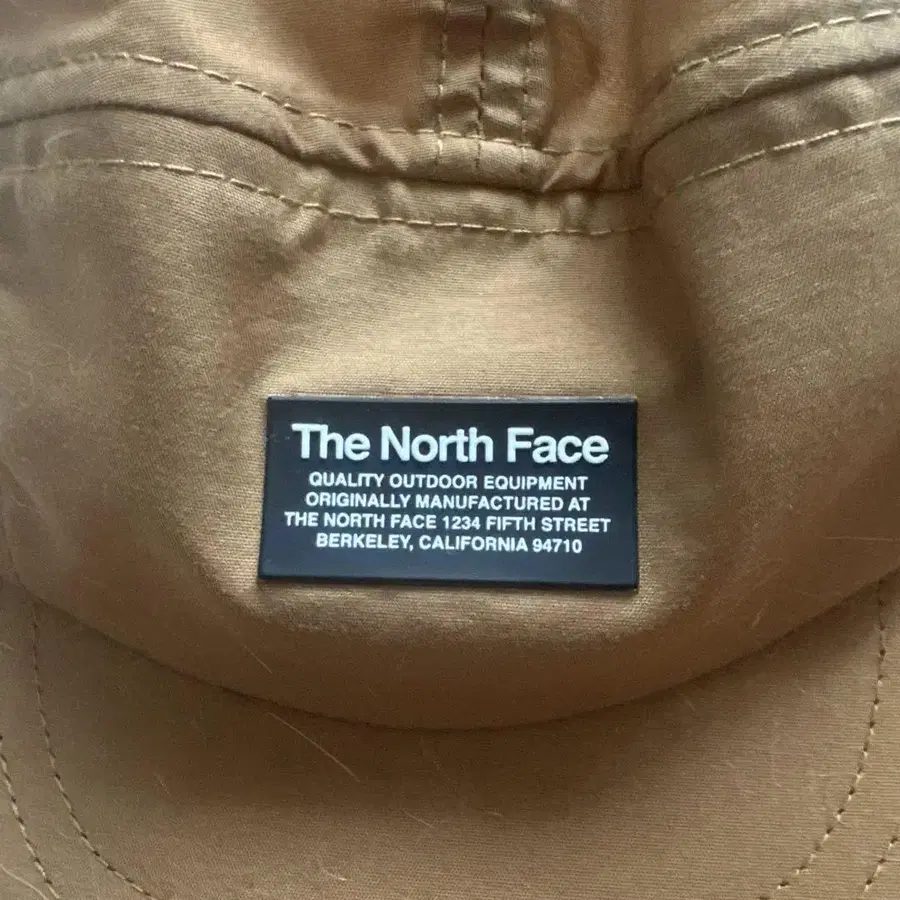 The North Face
QUALITY OUTDOOR EQUIPMENT
ORIGINALLY MANUFACTURED AT
THE NORTH FACE 1234 FIFTH STREET
BERKELEY, CALIFORNIA 94710